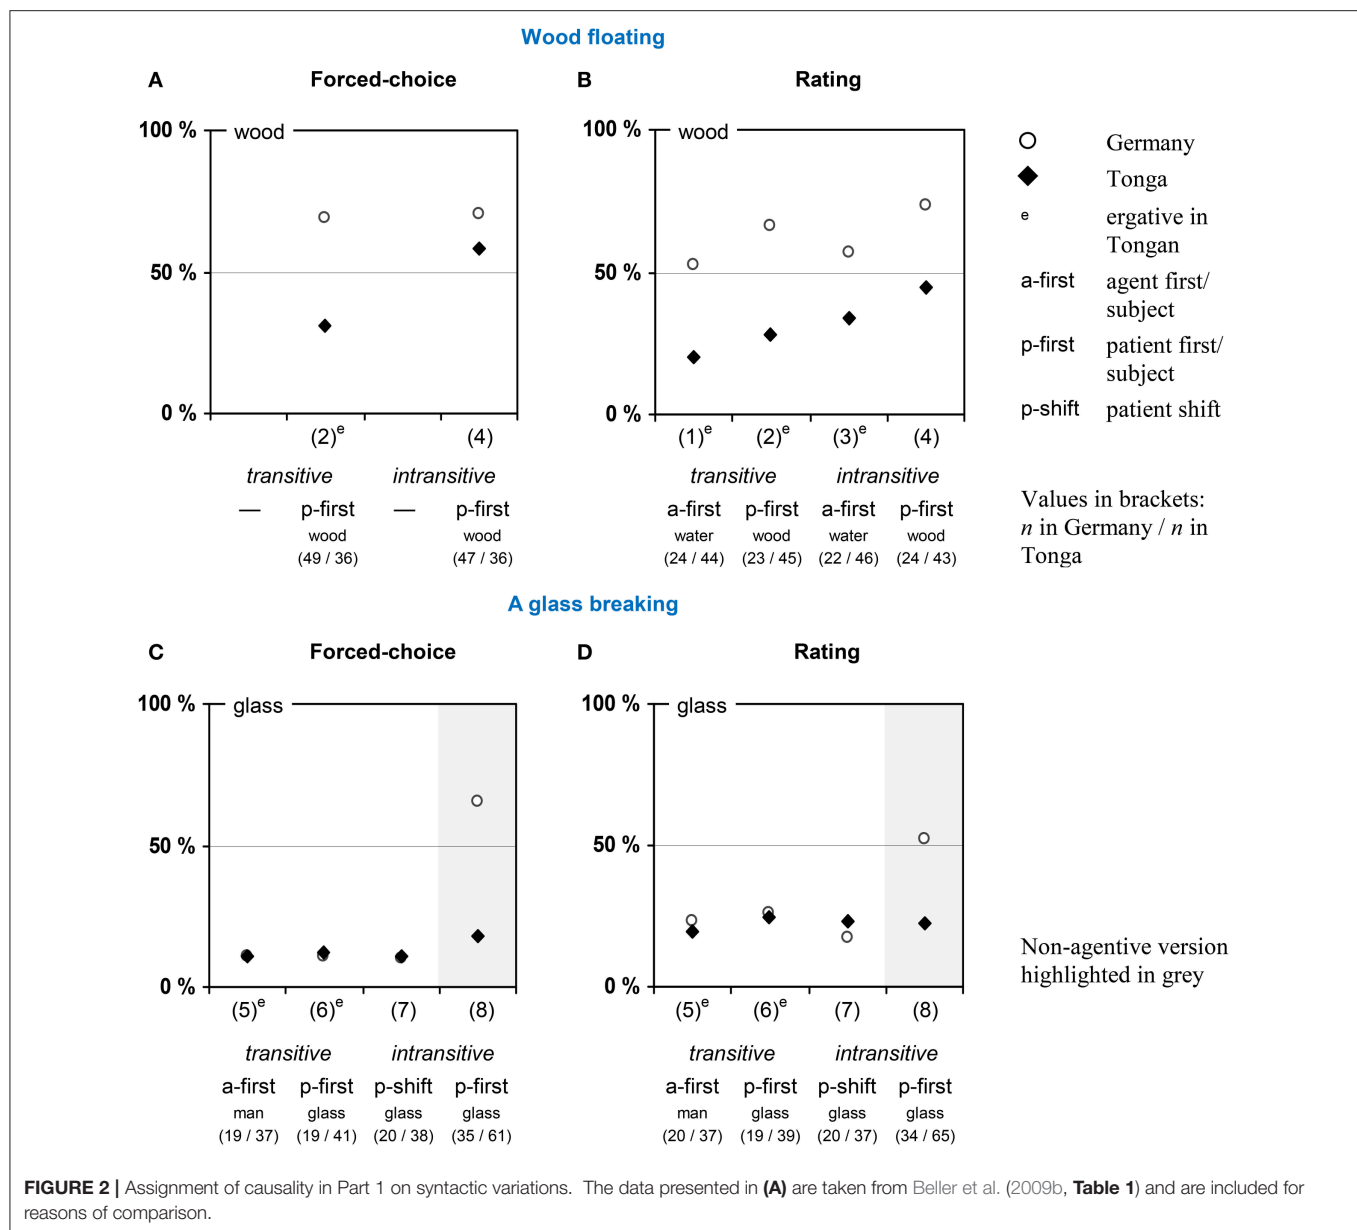 Wood floating
A Forced-choice
B Rating
100 %
wood
50 %
0 %
(2)e (4)
transitive intransitive
— p-first — p-first
wood wood
(49 / 36) (47 / 36)
100 %
wood
50 %
0 %
(1)e (2)e (3)e (4)
transitive intransitive
a-first p-first a-first p-first
water wood water wood
(24 / 44) (23 / 45) (22 / 46) (24 / 43)
Germany
Tonga
e ergative in
Tongan
a-first agent first/
subject
p-first patient first/
subject
p-shift patient shift
Values in brackets:
n in Germany / n in
Tonga
A glass breaking
C Forced-choice
D Rating
100 %
glass
50 %
0 %
(5)e (6)e (7) (8)
transitive intransitive
a-first p-first p-shift p-first
man glass glass glass
(19 / 37) (19 / 41) (20 / 38) (35 / 61)
100 %
glass
50 %
0 %
(5)e (6)e (7) (8)
transitive intransitive
a-first p-first p-shift p-first
man glass glass glass
(20 / 37) (19 / 39) (20 / 37) (34 / 65)
Non-agentive version
highlighted in grey
FIGURE 2 | Assignment of causality in Part 1 on syntactic variations. The data presented in (A) are taken from Beller et al. (2009b, Table 1) and are included for
reasons of comparison.